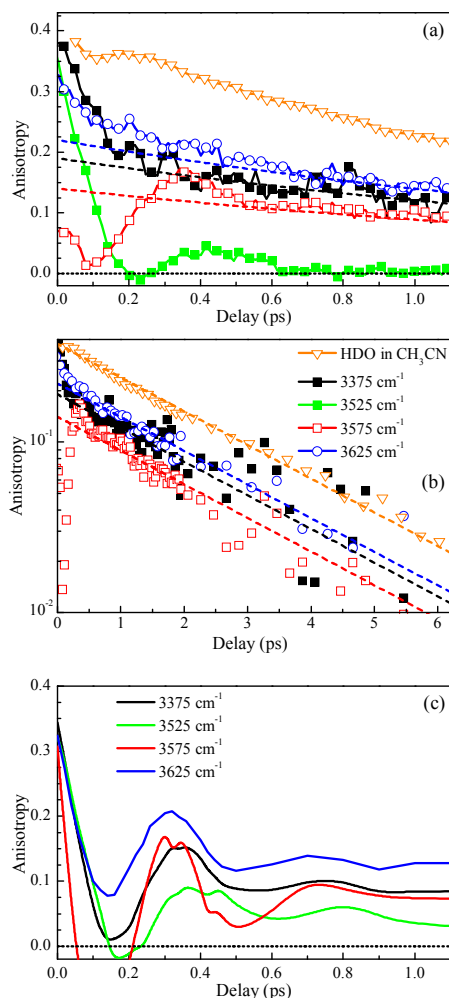 (a)
0.4
0.3
0.2
0.1
0.0
Anisotropy
0.0 0.2 0.4 0.6 0.8 1.0
Delay (ps)
(b)
HDO in CH₃CN
3375 cm⁻¹
3525 cm⁻¹
3575 cm⁻¹
3625 cm⁻¹
10⁻¹
10⁻²
Anisotropy
0 1 2 3 4 5 6
Delay (ps)
(c)
3375 cm⁻¹
3525 cm⁻¹
3575 cm⁻¹
3625 cm⁻¹
0.4
0.3
0.2
0.1
0.0
Anisotropy
0.0 0.2 0.4 0.6 0.8 1.0
Delay (ps)